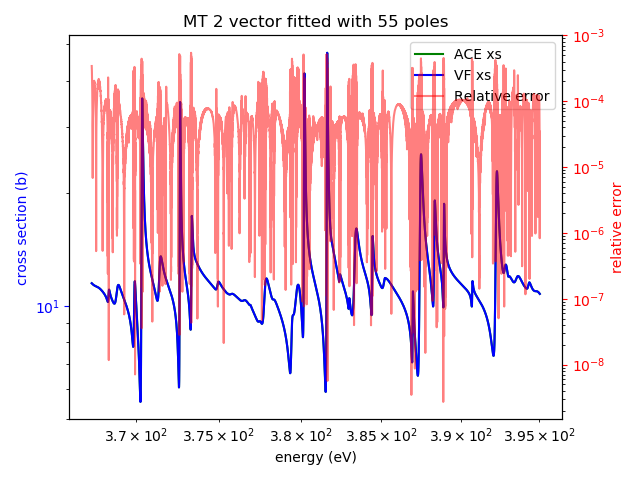 MT 2 vector fitted with 55 poles
ACE xs
VF xs
Relative error
cross section (b)
10¹
10⁻³
10⁻⁴
10⁻⁵
10⁻⁶
10⁻⁷
10⁻⁸
relative error
3.7 × 10² 3.75 × 10² 3.8 × 10² 3.85 × 10² 3.9 × 10² 3.95 × 10²
energy (eV)